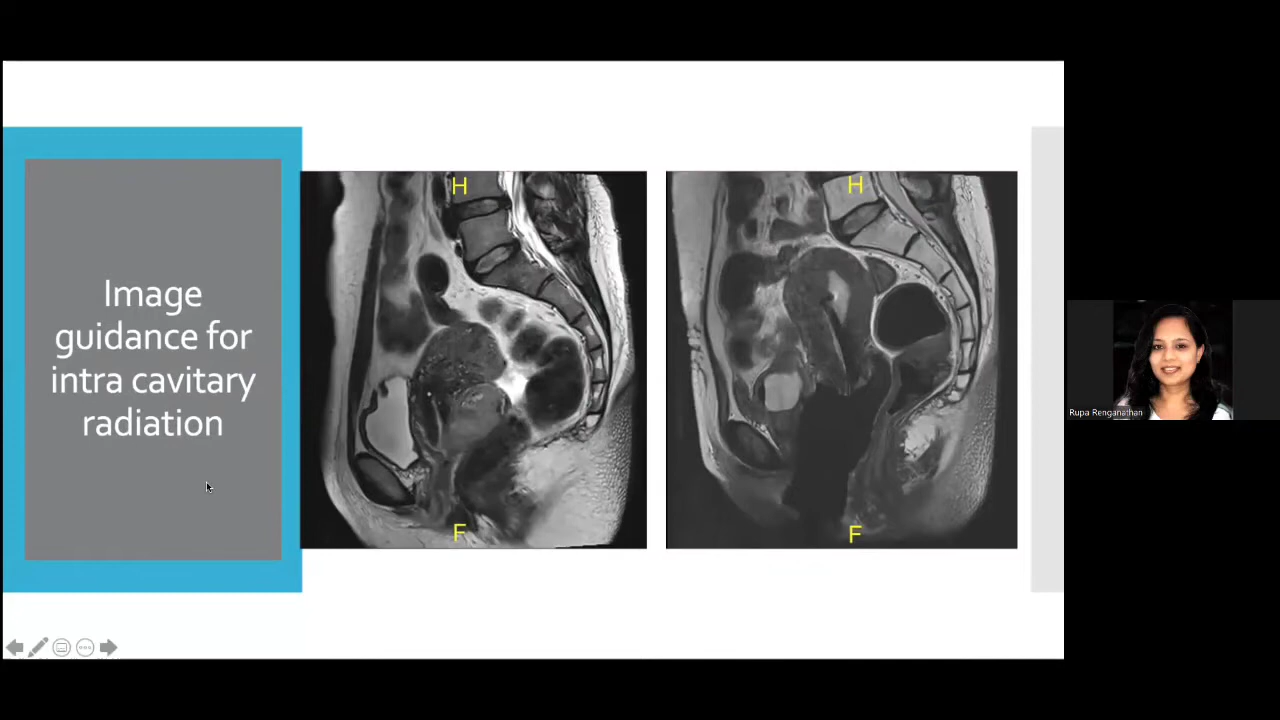 Image
guidance for
intra cavitary
radiation
H
F
H
F
Rupa Renganathan